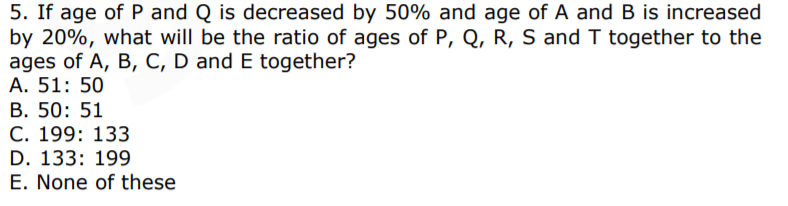 5. If age of P and Q is decreased by 50% and age of A and B is increased
by 20%, what will be the ratio of ages of P, Q, R, S and T together to the
ages of A, B, C, D and E together?
A. 51: 50
B. 50: 51
C. 199: 133
D. 133: 199
E. None of these